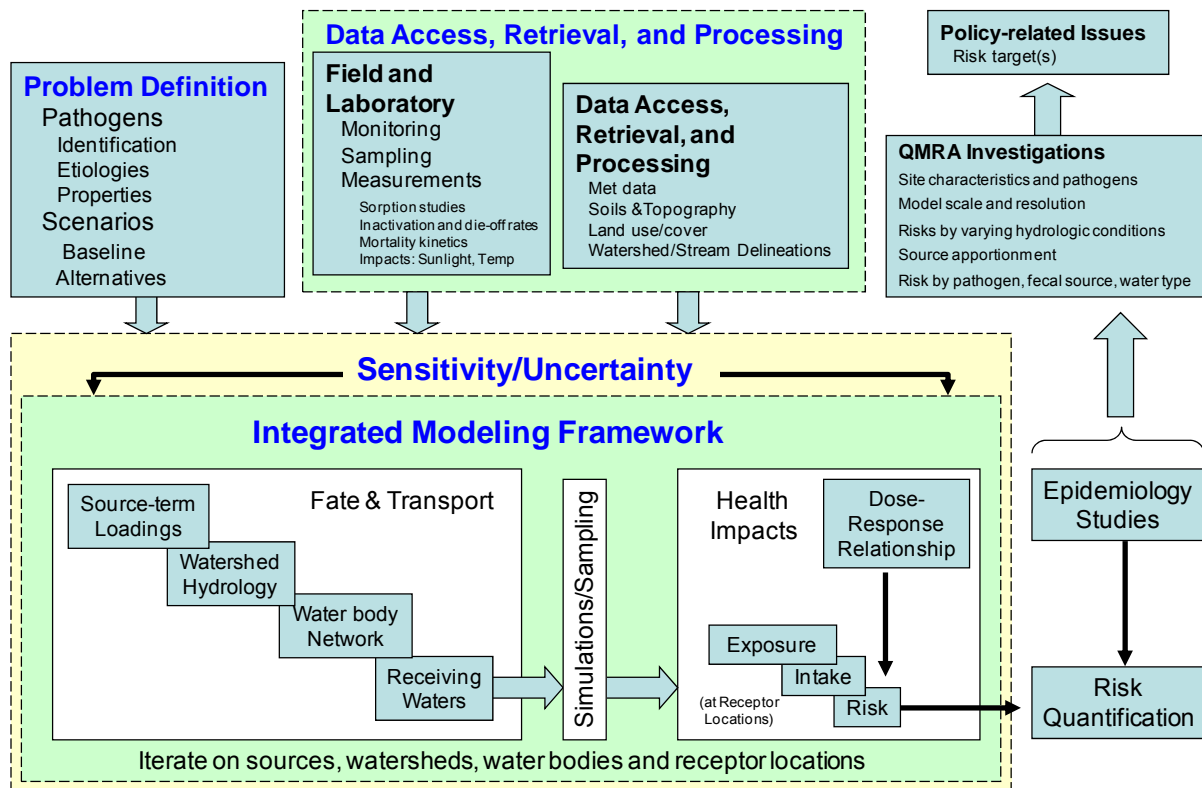 Problem Definition
Pathogens
Identification
Etiologies
Properties
Scenarios
Baseline
Alternatives
Data Access, Retrieval, and Processing
Field and
Laboratory
Monitoring
Sampling
Measurements
Sorption studies
Inactivation and die-off rates
Mortality kinetics
Impacts: Sunlight, Temp
Data Access,
Retrieval, and
Processing
Met data
Soils &Topography
Land use/cover
Watershed/Stream Delineations
Policy-related Issues
Risk target(s)
QMRA Investigations
Site characteristics and pathogens
Model scale and resolution
Risks by varying hydrologic conditions
Source apportionment
Risk by pathogen, fecal source, water type
Sensitivity/Uncertainty
Integrated Modeling Framework
Fate & Transport
Source-term
Loadings
Watershed
Hydrology
Water body
Network
Receiving
Waters
Simulations/Sampling
Health
Impacts
Dose-
Response
Relationship
Exposure
Intake
(at Receptor
Locations)
Risk
Iterate on sources, watersheds, water bodies and receptor locations
Epidemiology
Studies
Risk
Quantification